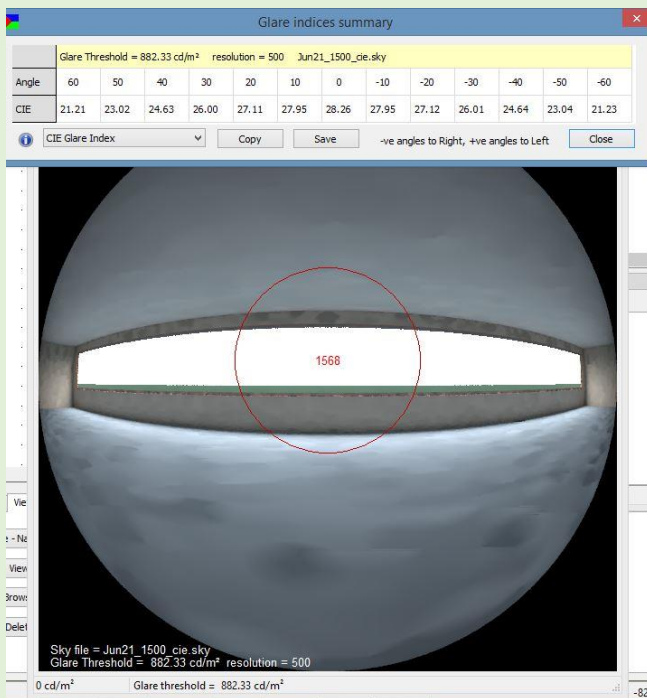 Glare indices summary
Glare Threshold = 882.33 cd/m² resolution = 500 Jun21_1500_cie.sky
Angle 60 50 40 30 20 10 0 -10 -20 -30 -40 -50 -60
CIE 21.21 23.02 24.63 26.00 27.11 27.95 28.26 27.95 27.12 26.01 24.64 23.04 21.23
CIE Glare Index Copy Save -ve angles to Right, +ve angles to Left Close
1568
Vie
e - Na
View
Brows
Delet
Sky file = Jun21_1500_cie.sky
Glare Threshold = 882.33 cd/m² resolution = 500
0 cd/m² Glare threshold = 882.33 cd/m²
-82